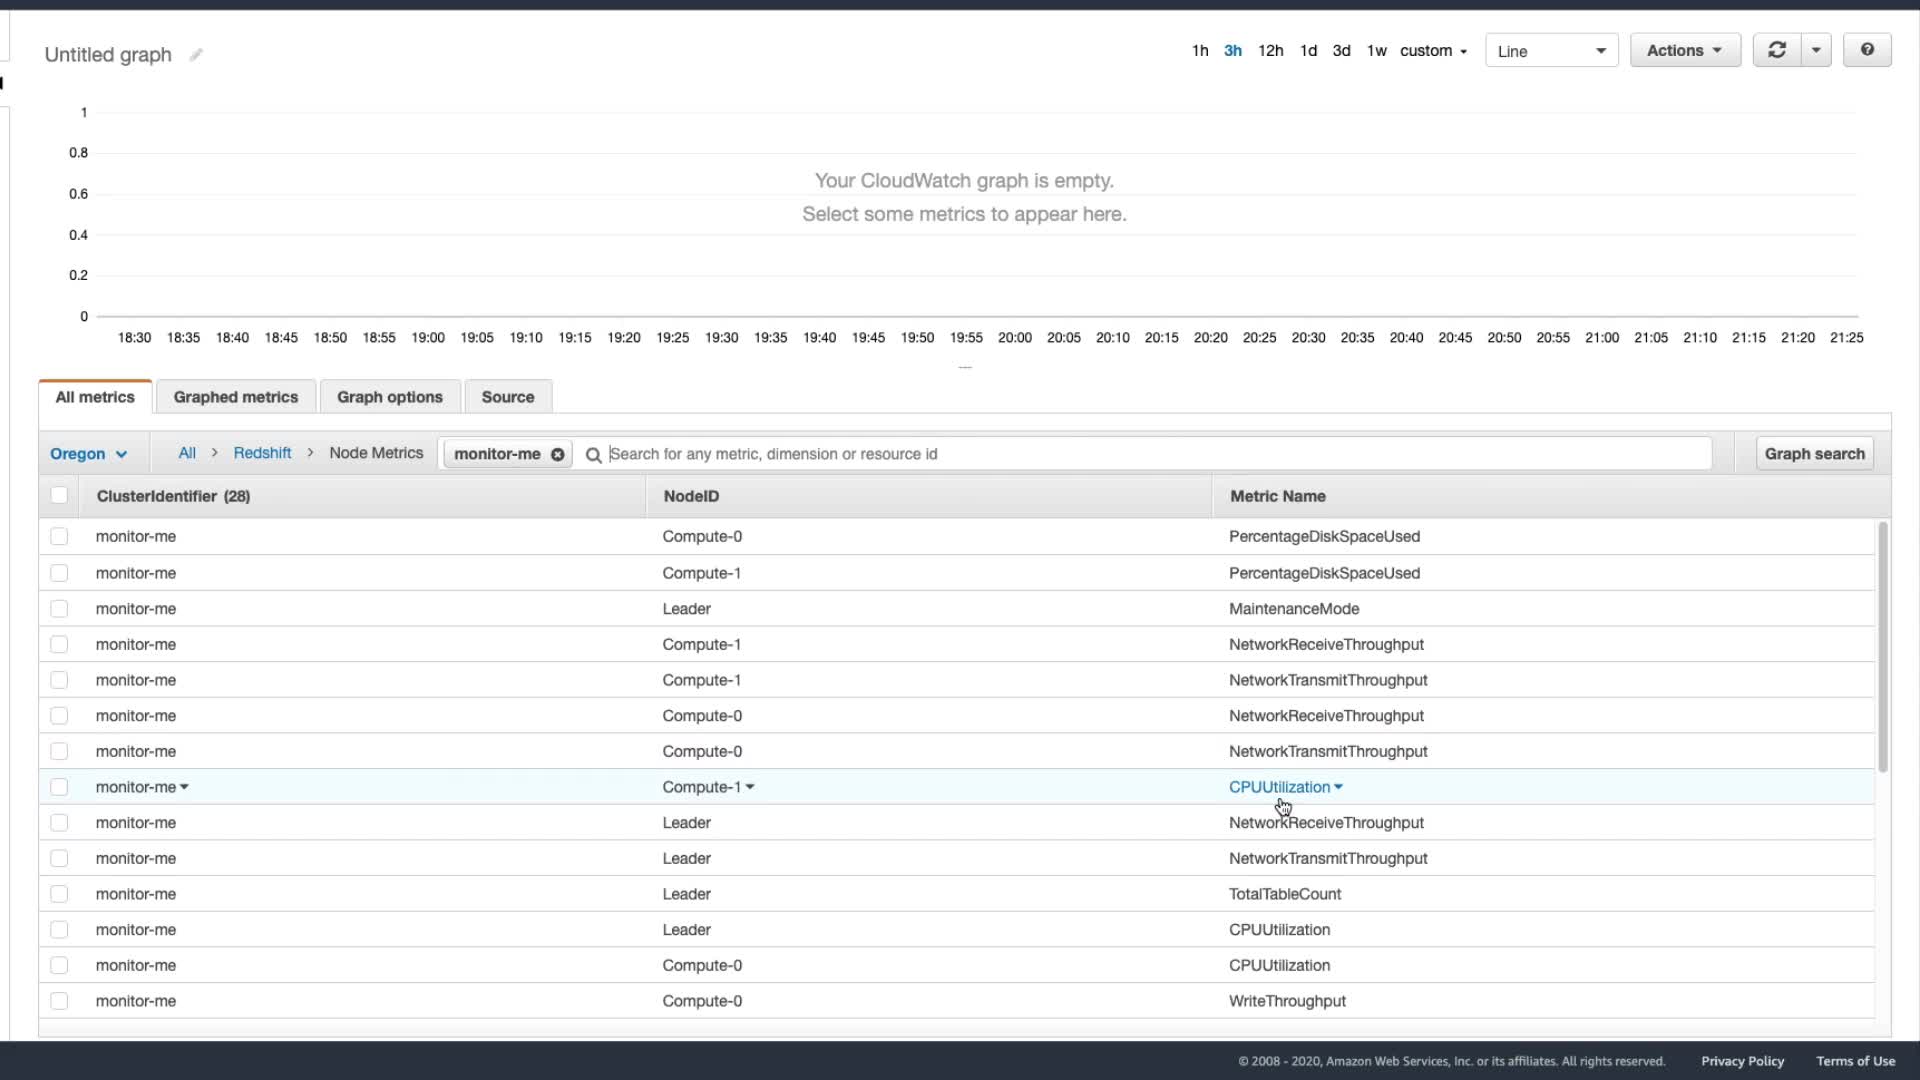 Untitled graph
1h 3h 12h 1d 3d 1w custom Line Actions
1
0.8
Your CloudWatch graph is empty.
0.6
Select some metrics to appear here.
0.4
0.2
0
18:30 18:35 18:40 18:45 18:50 18:55 19:00 19:05 19:10 19:15 19:20 19:25 19:30 19:35 19:40 19:45 19:50 19:55 20:00 20:05 20:10 20:15 20:20 20:25 20:30 20:35 20:40 20:45 20:50 20:55 21:00 21:05 21:10 21:15 21:20 21:25
All metrics Graphed metrics Graph options Source
Oregon All > Redshift > Node Metrics monitor-me Search for any metric, dimension or resource id Graph search
ClusterIdentifier (28) NodeID Metric Name
monitor-me Compute-0 PercentageDiskSpaceUsed
monitor-me Compute-1 PercentageDiskSpaceUsed
monitor-me Leader MaintenanceMode
monitor-me Compute-1 NetworkReceiveThroughput
monitor-me Compute-1 NetworkTransmitThroughput
monitor-me Compute-0 NetworkReceiveThroughput
monitor-me Compute-0 NetworkTransmitThroughput
monitor-me Compute-1 CPUUtilization
monitor-me Leader NetworkReceiveThroughput
monitor-me Leader NetworkTransmitThroughput
monitor-me Leader TotalTableCount
monitor-me Leader CPUUtilization
monitor-me Compute-0 CPUUtilization
monitor-me Compute-0 WriteThroughput
© 2008 - 2020, Amazon Web Services, Inc. or its affiliates. All rights reserved. Privacy Policy Terms of Use